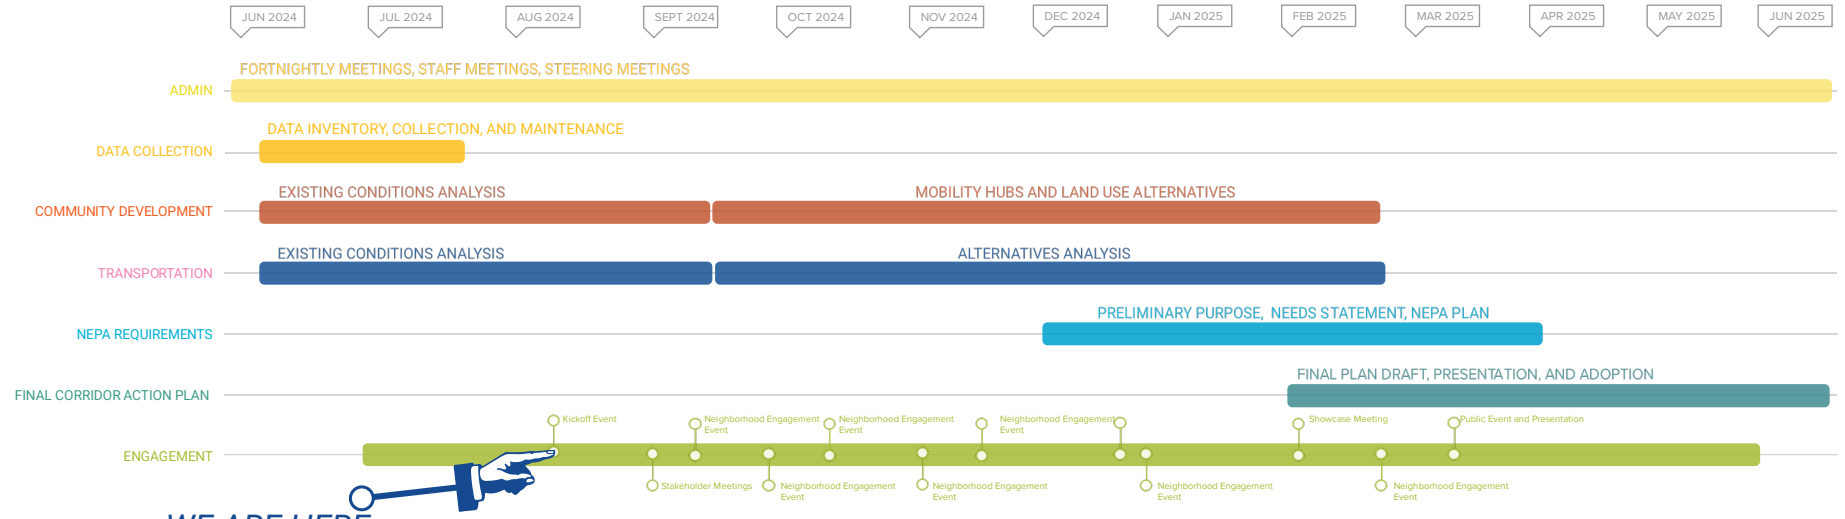 JUN 2024
JUL 2024
AUG 2024
SEPT 2024
OCT 2024
NOV 2024
DEC 2024
JAN 2025
FEB 2025
MAR 2025
APR 2025
MAY 2025
JUN 2025
FORTNIGHTLY MEETINGS, STAFF MEETINGS, STEERING MEETINGS
ADMIN
DATA INVENTORY, COLLECTION, AND MAINTENANCE
DATA COLLECTION
EXISTING CONDITIONS ANALYSIS
MOBILITY HUBS AND LAND USE ALTERNATIVES
COMMUNITY DEVELOPMENT
EXISTING CONDITIONS ANALYSIS
ALTERNATIVES ANALYSIS
TRANSPORTATION
PRELIMINARY PURPOSE, NEEDS STATEMENT, NEPA PLAN
NEPA REQUIREMENTS
FINAL PLAN DRAFT, PRESENTATION, AND ADOPTION
FINAL CORRIDOR ACTION PLAN
Kickoff Event
Neighborhood Engagement
Event
Neighborhood Engagement
Event
Neighborhood Engagement
Event
Showcase Meeting
Public Event and Presentation
ENGAGEMENT
Stakeholder Meetings
Neighborhood Engagement
Event
Neighborhood Engagement
Event
Neighborhood Engagement
Event
Neighborhood Engagement
Event
WE ARE HERE